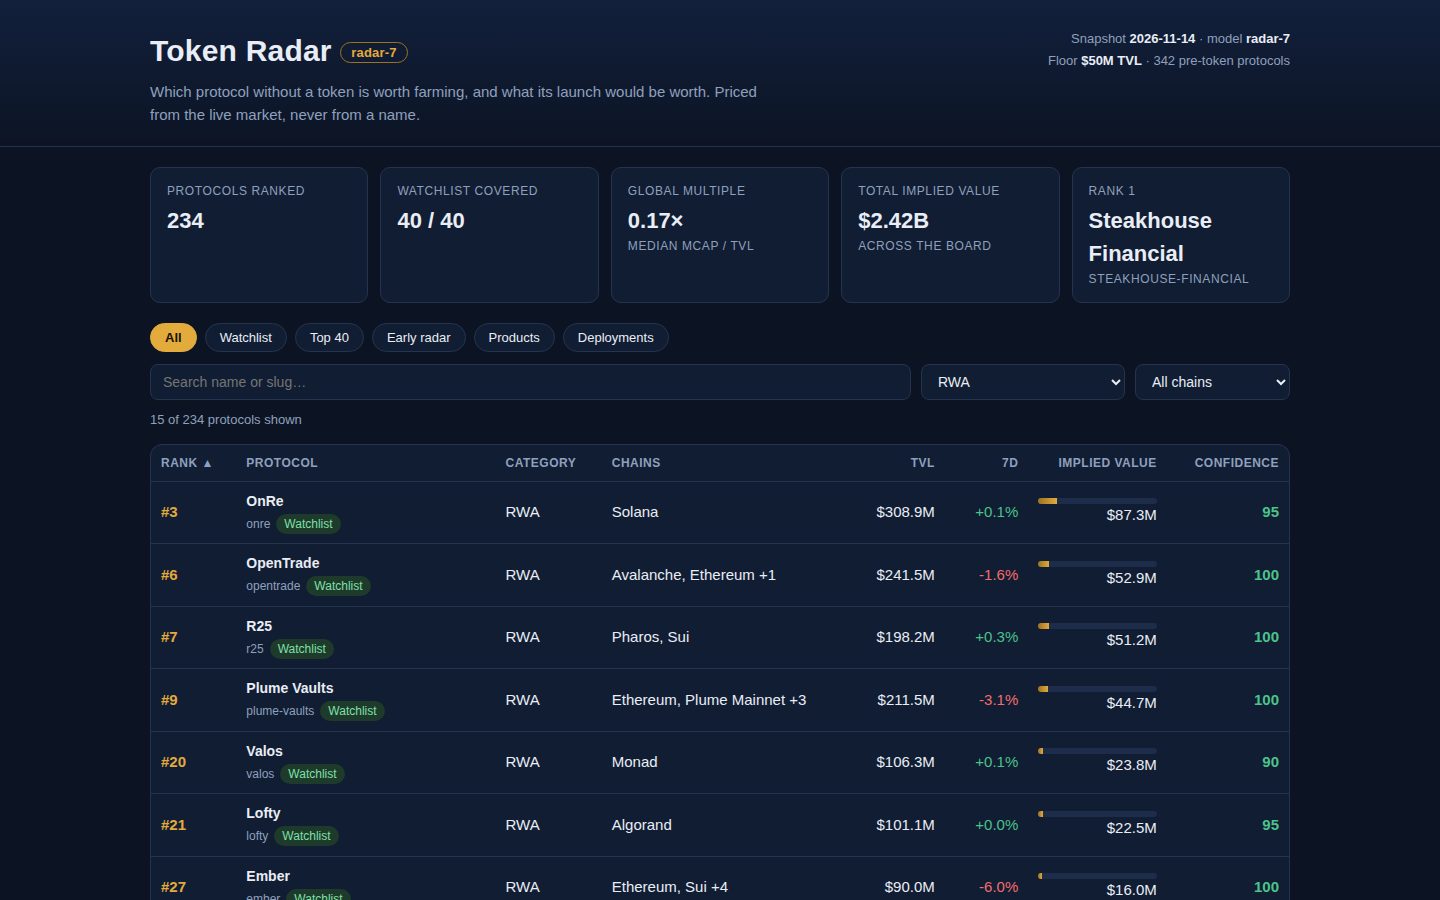 Token Radar radar-7
Snapshot 2026-11-14 · model radar-7
Floor $50M TVL · 342 pre-token protocols
Which protocol without a token is worth farming, and what its launch would be worth. Priced
from the live market, never from a name.
PROTOCOLS RANKED
234
WATCHLIST COVERED
40 / 40
GLOBAL MULTIPLE
0.17×
MEDIAN MCAP / TVL
TOTAL IMPLIED VALUE
$2.42B
ACROSS THE BOARD
RANK 1
Steakhouse
Financial
STEAKHOUSE-FINANCIAL
All Watchlist Top 40 Early radar Products Deployments
Search name or slug… RWA All chains
15 of 234 protocols shown
RANK ▲ PROTOCOL CATEGORY CHAINS TVL 7D IMPLIED VALUE CONFIDENCE
#3 OnRe RWA Solana $308.9M +0.1% $87.3M 95
onre Watchlist
#6 OpenTrade RWA Avalanche, Ethereum +1 $241.5M -1.6% $52.9M 100
opentrade Watchlist
#7 R25 RWA Pharos, Sui $198.2M +0.3% $51.2M 100
r25 Watchlist
#9 Plume Vaults RWA Ethereum, Plume Mainnet +3 $211.5M -3.1% $44.7M 100
plume-vaults Watchlist
#20 Valos RWA Monad $106.3M +0.1% $23.8M 90
valos Watchlist
#21 Lofty RWA Algorand $101.1M +0.0% $22.5M 95
lofty Watchlist
#27 Ember RWA Ethereum, Sui +4 $90.0M -6.0% $16.0M 100
ember Watchlist